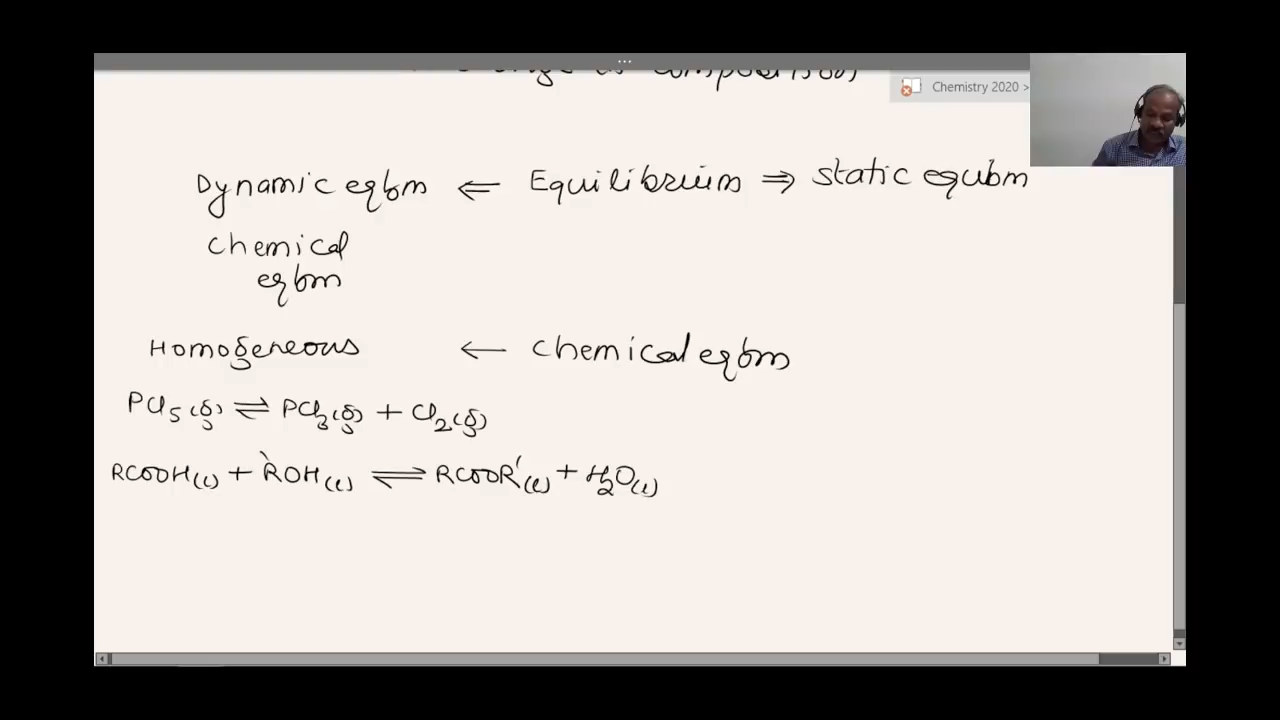 Chemistry 2020 >
Dynamic eqbm ⇐ Equilibrium ⇒ static equbm
chemical
eqbm
Homogeneous ← chemical eqbm
PCl5(g) ⇌ PCl3(g) + Cl2(g)
RCOOH(l) + R'OH(l) ⇌ RCOOR'(l) + H2O(l)